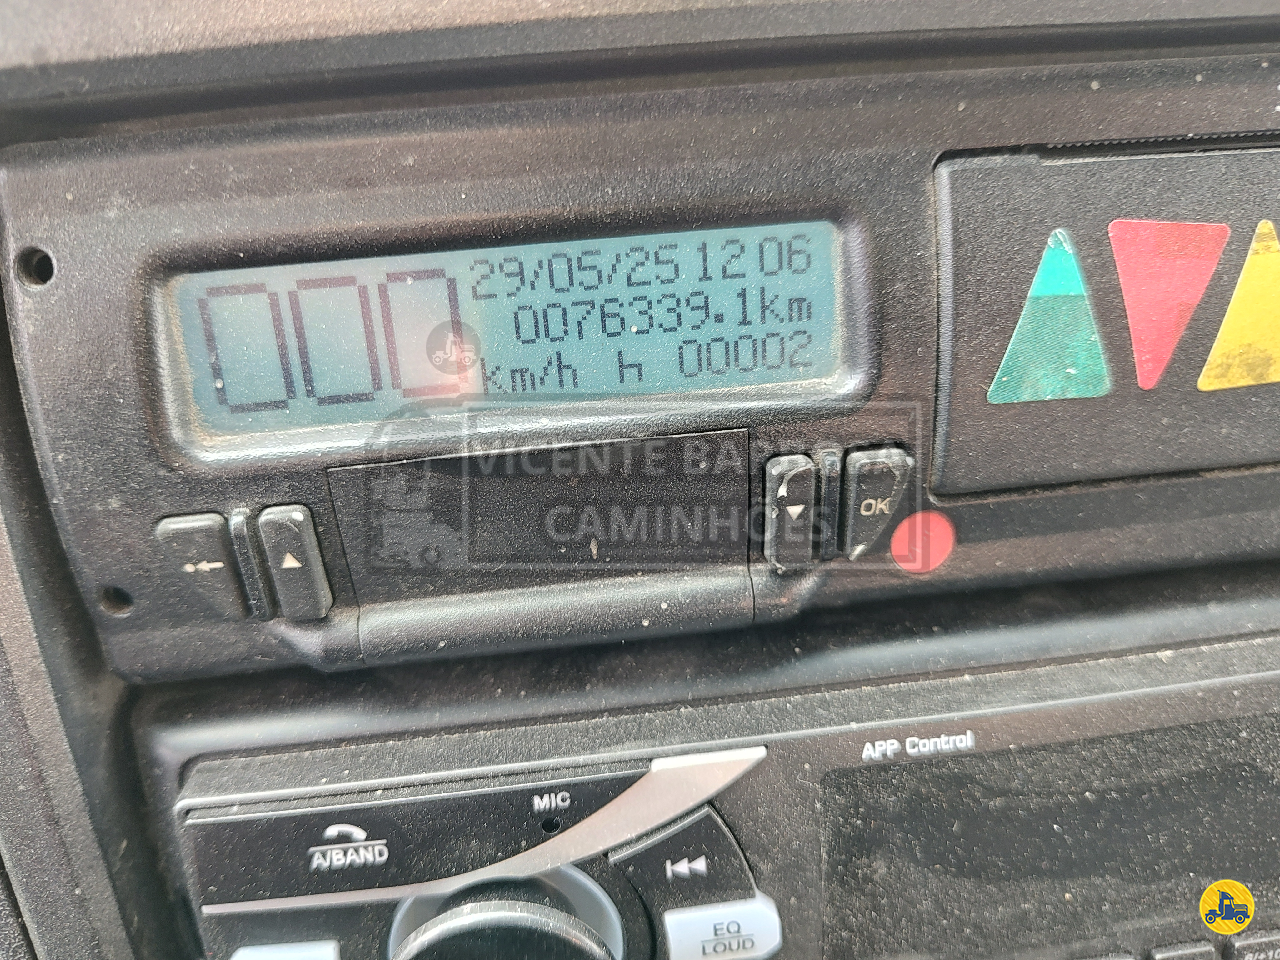 29/05/25 12 06
000
0076339.1km
km/h h 00002
VICENTE BARROS
CAMINHÕES
OK
APP Control
MIC
A/BAND
EQ
LOUD